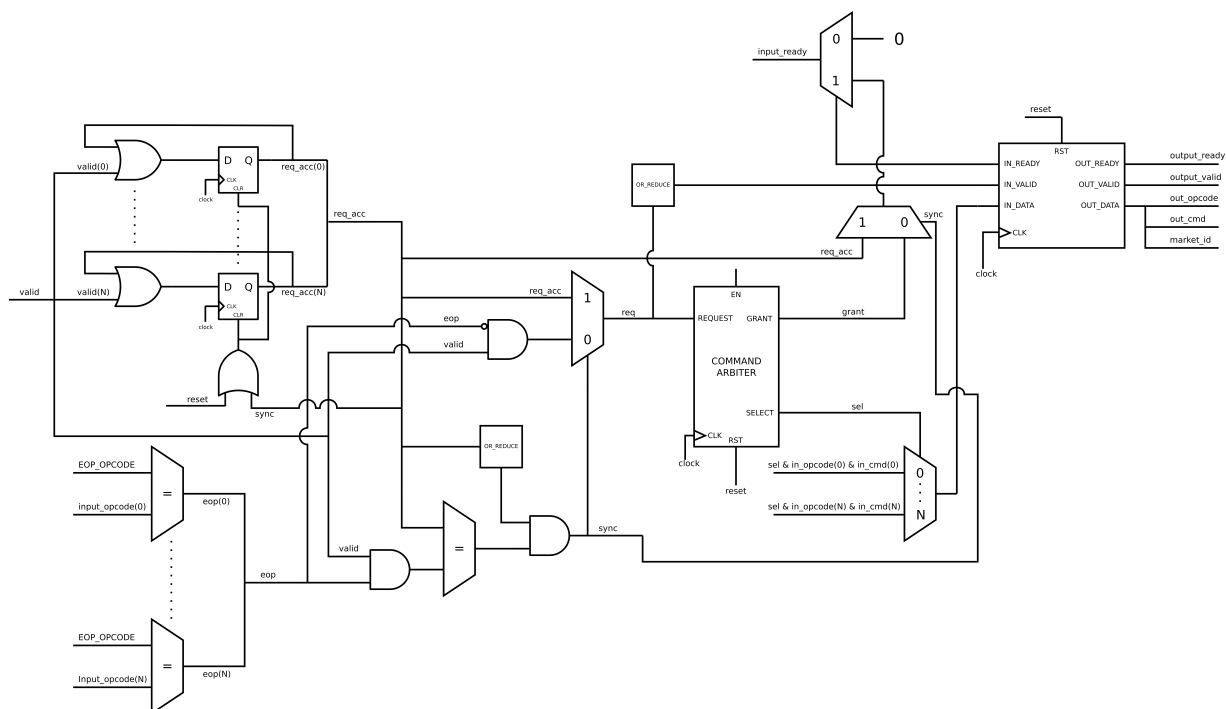 input_ready
0
0
1
reset
valid(0)
D Q
CLK
CLR
clock
req_acc(0)
req_acc
OR_REDUCE
1 0
sync
RST
IN_READY OUT_READY
IN_VALID OUT_VALID
IN_DATA OUT_DATA
CLK
clock
output_ready
output_valid
out_opcode
out_cmd
market_id
req_acc
valid
valid(N)
D Q
CLK
CLR
clock
req_acc(N)
req_acc
1
0
eop
valid
req
EN
REQUEST GRANT
COMMAND
ARBITER
SELECT
CLK
RST
clock
reset
grant
sel
reset
sync
OR_REDUCE
EOP_OPCODE
input_opcode(0)
=
eop(0)
sel & in_opcode(0) & in_cmd(0)
sel & in_opcode(N) & in_cmd(N)
0
N
valid
=
sync
eop
EOP_OPCODE
Input_opcode(N)
=
eop(N)